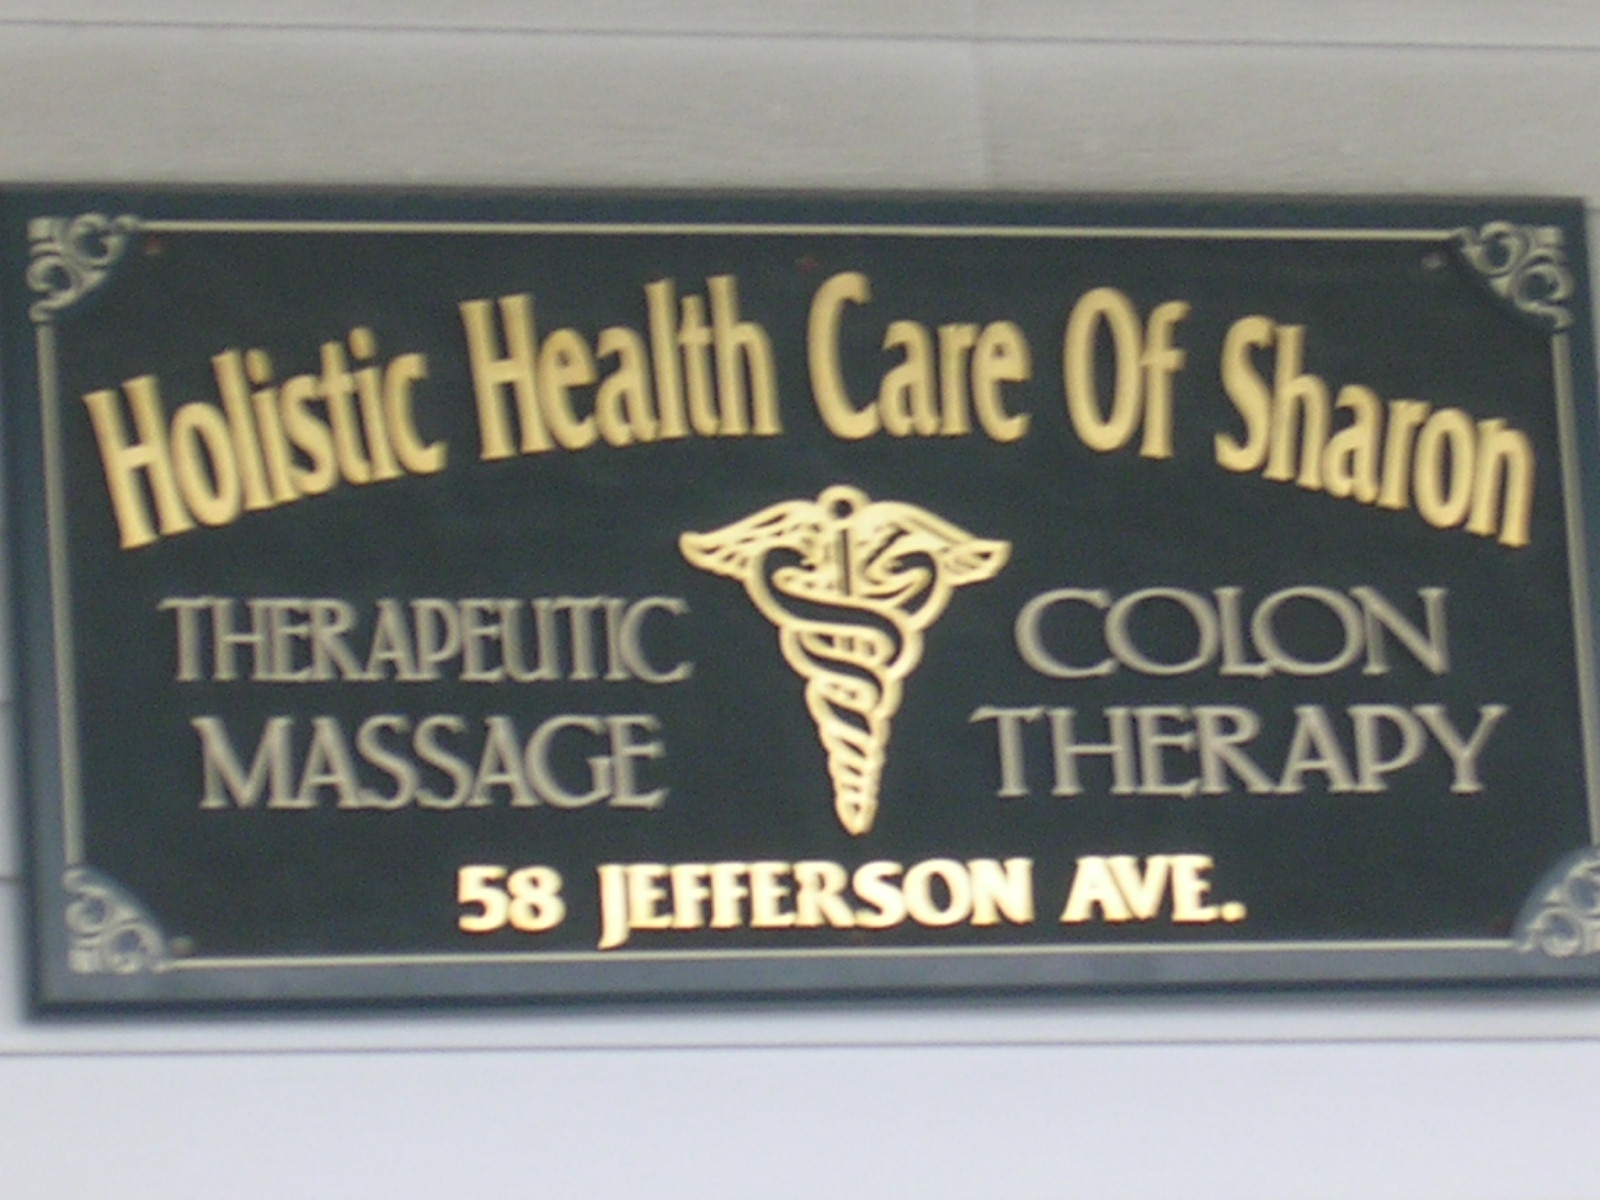 Holistic Health Care Of Sharon
THERAPEUTIC
MASSAGE
COLON
THERAPY
58 JEFFERSON AVE.